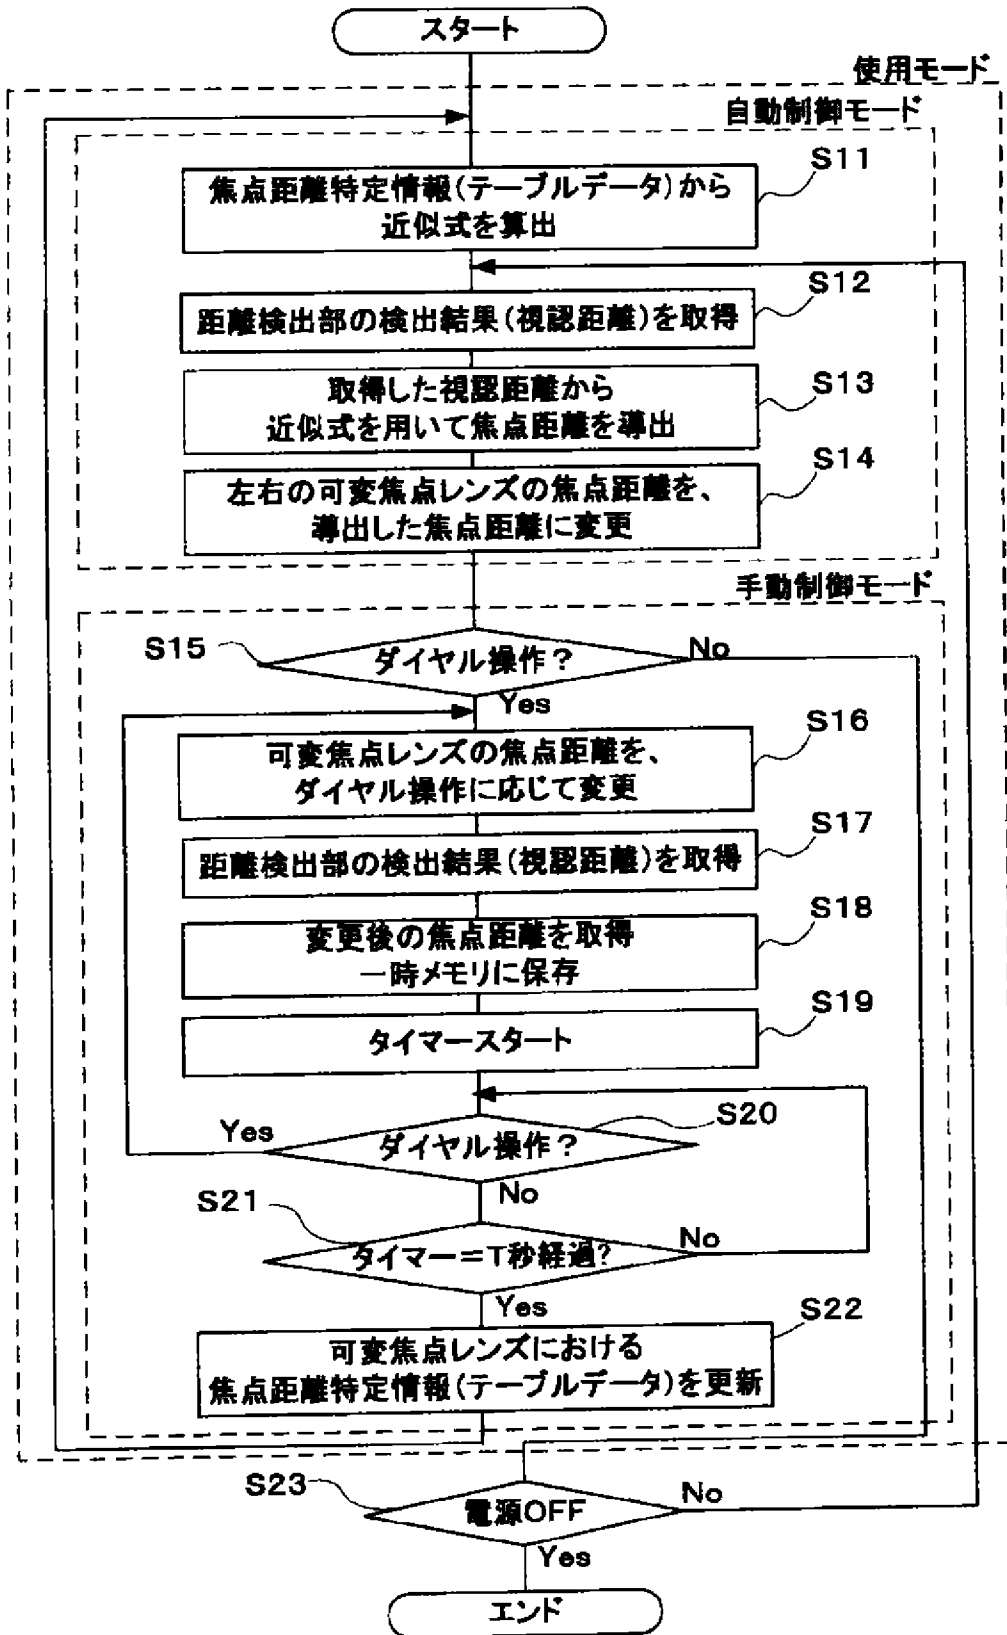 スタート
使用モード
自動制御モード
S11
焦点距離特定情報(テーブルデータ)から
近似式を算出
S12
距離検出部の検出結果(視認距離)を取得
S13
取得した視認距離から
近似式を用いて焦点距離を導出
S14
左右の可変焦点レンズの焦点距離を、
導出した焦点距離に変更
手動制御モード
S15
ダイヤル操作?
No
Yes
S16
可変焦点レンズの焦点距離を、
ダイヤル操作に応じて変更
S17
距離検出部の検出結果(視認距離)を取得
S18
変更後の焦点距離を取得
一時メモリに保存
S19
タイマースタート
S20
Yes
ダイヤル操作?
No
S21
タイマー=T秒経過?
No
Yes
S22
可変焦点レンズにおける
焦点距離特定情報(テーブルデータ)を更新
S23
電源OFF
No
Yes
エンド